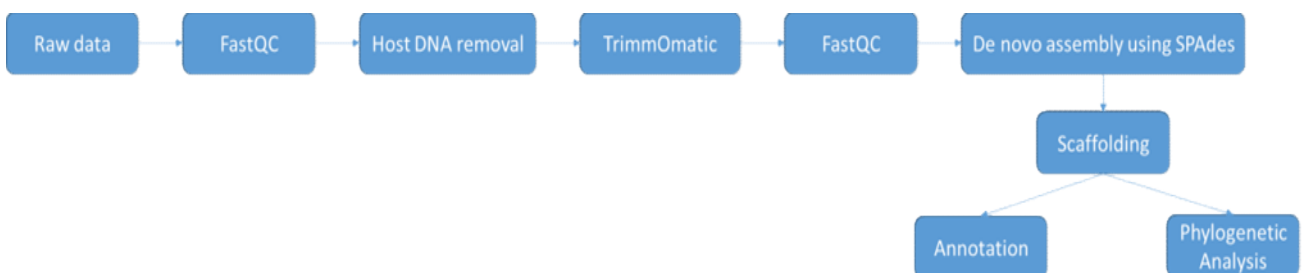 Raw data
FastQC
Host DNA removal
TrimmOmatic
FastQC
De novo assembly using SPAdes
Scaffolding
Annotation
Phylogenetic
Analysis